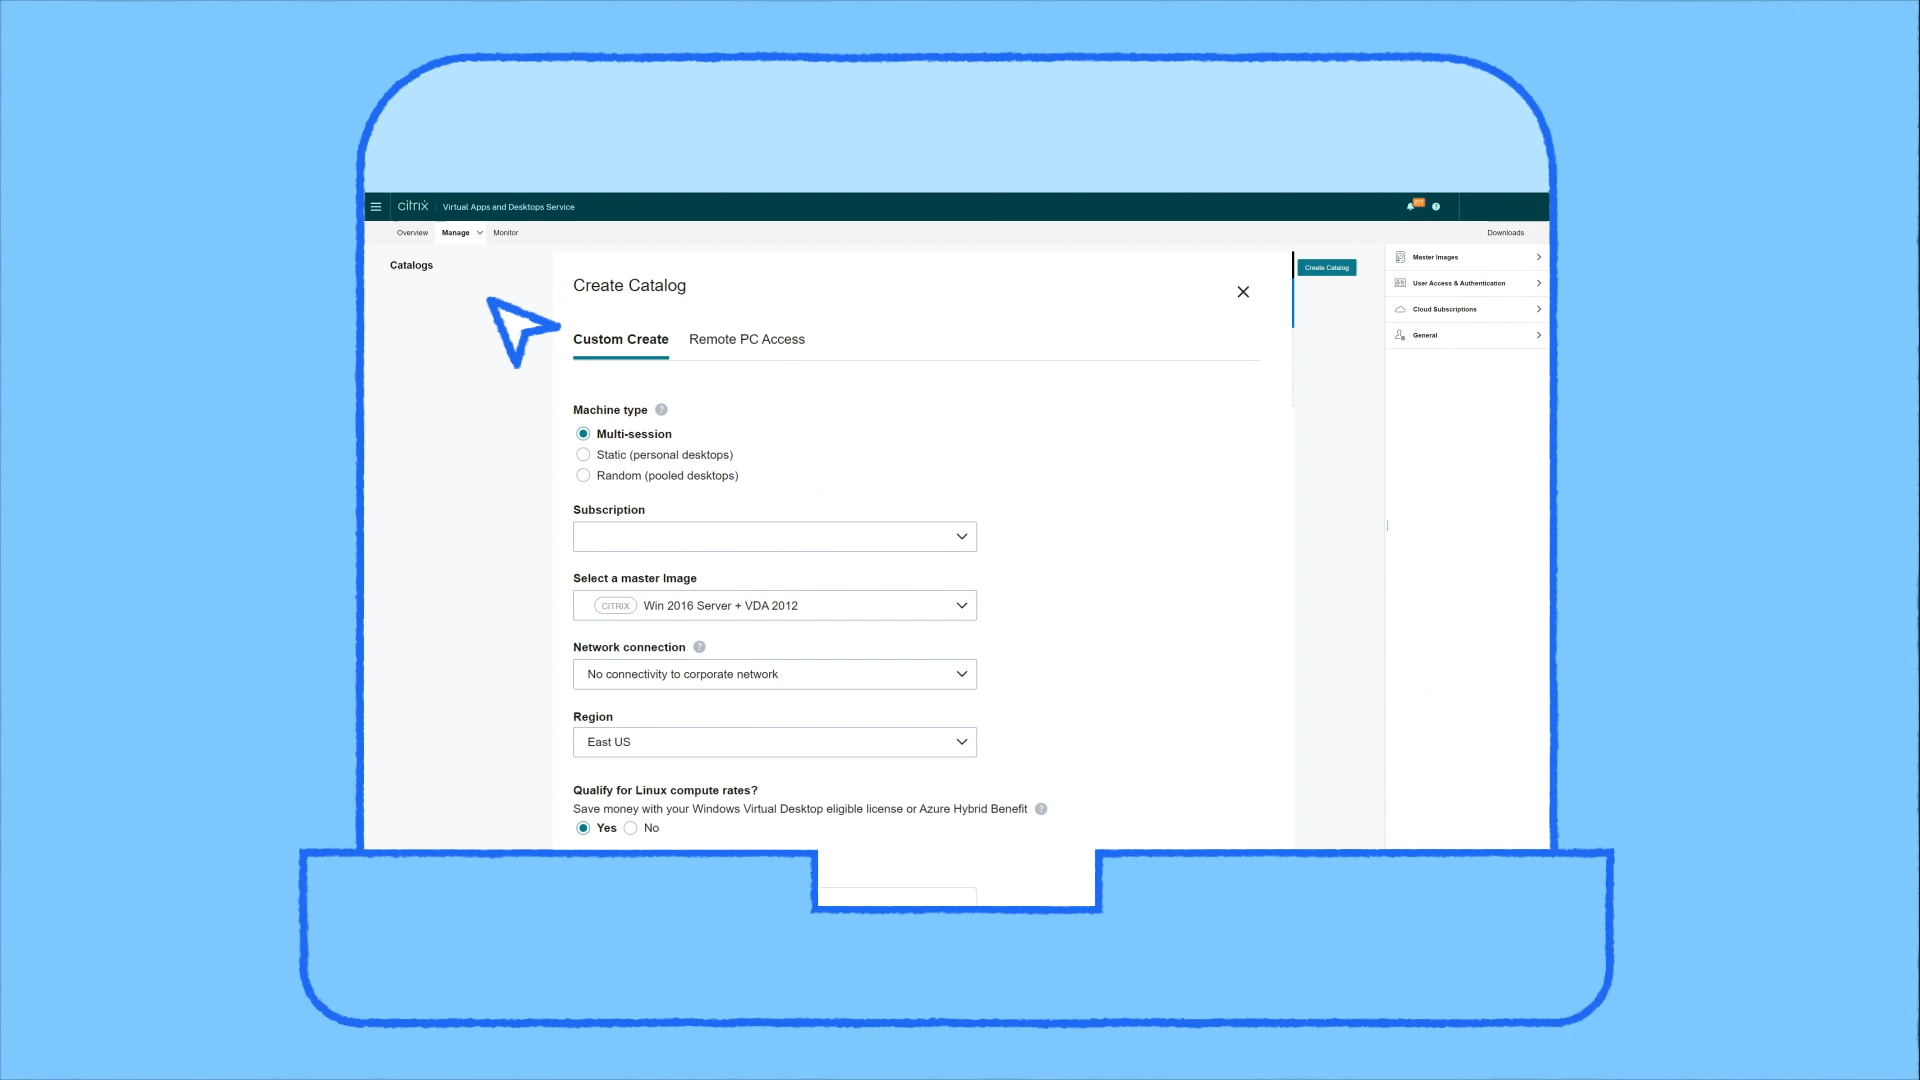 citrix Virtual Apps and Desktops Service
Overview Manage Monitor Downloads
Catalogs
Create Catalog
Create Catalog
Master Images
User Access & Authentication
Cloud Subscriptions
General
Custom Create Remote PC Access
Machine type ?
Multi-session
Static (personal desktops)
Random (pooled desktops)
Subscription
Select a master Image
CITRIX Win 2016 Server + VDA 2012
Network connection ?
No connectivity to corporate network
Region
East US
Qualify for Linux compute rates?
Save money with your Windows Virtual Desktop eligible license or Azure Hybrid Benefit ?
Yes No